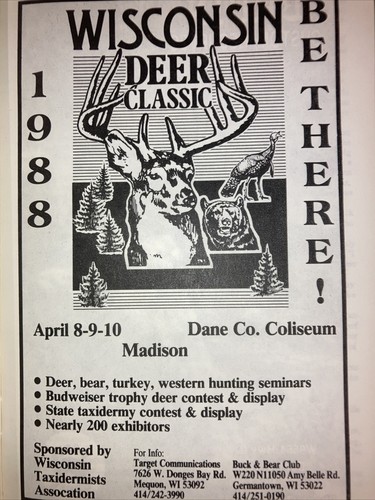 WISCONSIN
DEER
CLASSIC
1988
BE THERE!
April 8-9-10
Dane Co. Coliseum
Madison
• Deer, bear, turkey, western hunting seminars
• Budweiser trophy deer contest & display
• State taxidermy contest & display
• Nearly 200 exhibitors
Sponsored by
Wisconsin
Taxidermists
Assocation
For Info:
Target Communications
7626 W. Donges Bay Rd.
Mequon, WI 53092
414/242-3990
Buck & Bear Club
W220 N11050 Amy Belle Rd.
Germantown, WI 53022
414/251-0190